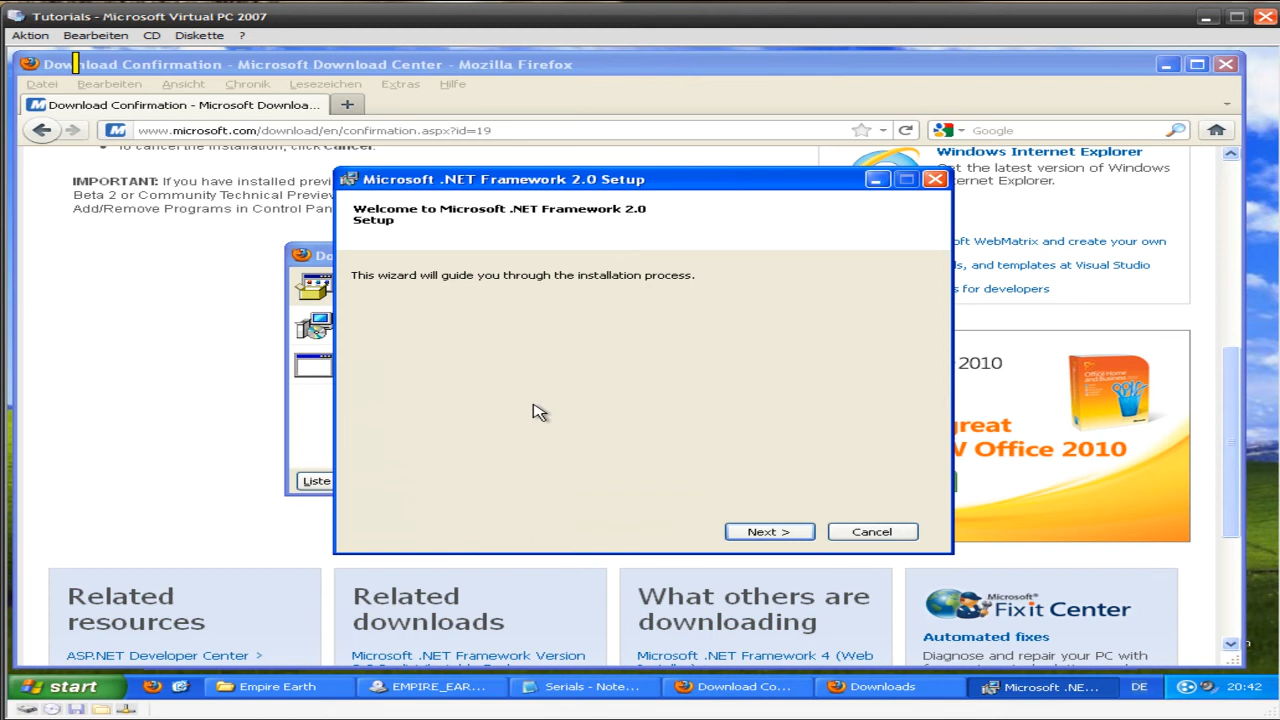 Tutorials - Microsoft Virtual PC 2007
Aktion Bearbeiten CD Diskette ?
Download Confirmation - Microsoft Download Center - Mozilla Firefox
Datei Bearbeiten Ansicht Chronik Lesezeichen Extras Hilfe
Download Confirmation - Microsoft Downloa...
www.microsoft.com/download/en/confirmation.aspx?id=19
Google
To cancel the installation, click Cancel.
IMPORTANT: If you have installed previ
Beta 2 or Community Technical Preview
Add/Remove Programs in Control Pan
Windows Internet Explorer
Get the latest version of Windows
Internet Explorer.
Microsoft .NET Framework 2.0 Setup
Welcome to Microsoft .NET Framework 2.0
Setup
This wizard will guide you through the installation process.
Next >
Cancel
Do
Liste
oft WebMatrix and create your own
s, and templates at Visual Studio
s for developers
2010
great
W Office 2010
Office
Related
resources
ASP.NET Developer Center >
Related
downloads
Microsoft .NET Framework Version
What others are
downloading
Microsoft .NET Framework 4 (Web
Microsoft®
Fix it Center
Automated fixes
Diagnose and repair your PC with
start
Empire Earth
EMPIRE_EAR...
Serials - Note...
Download Co...
Downloads
Microsoft .NE...
DE
20:42